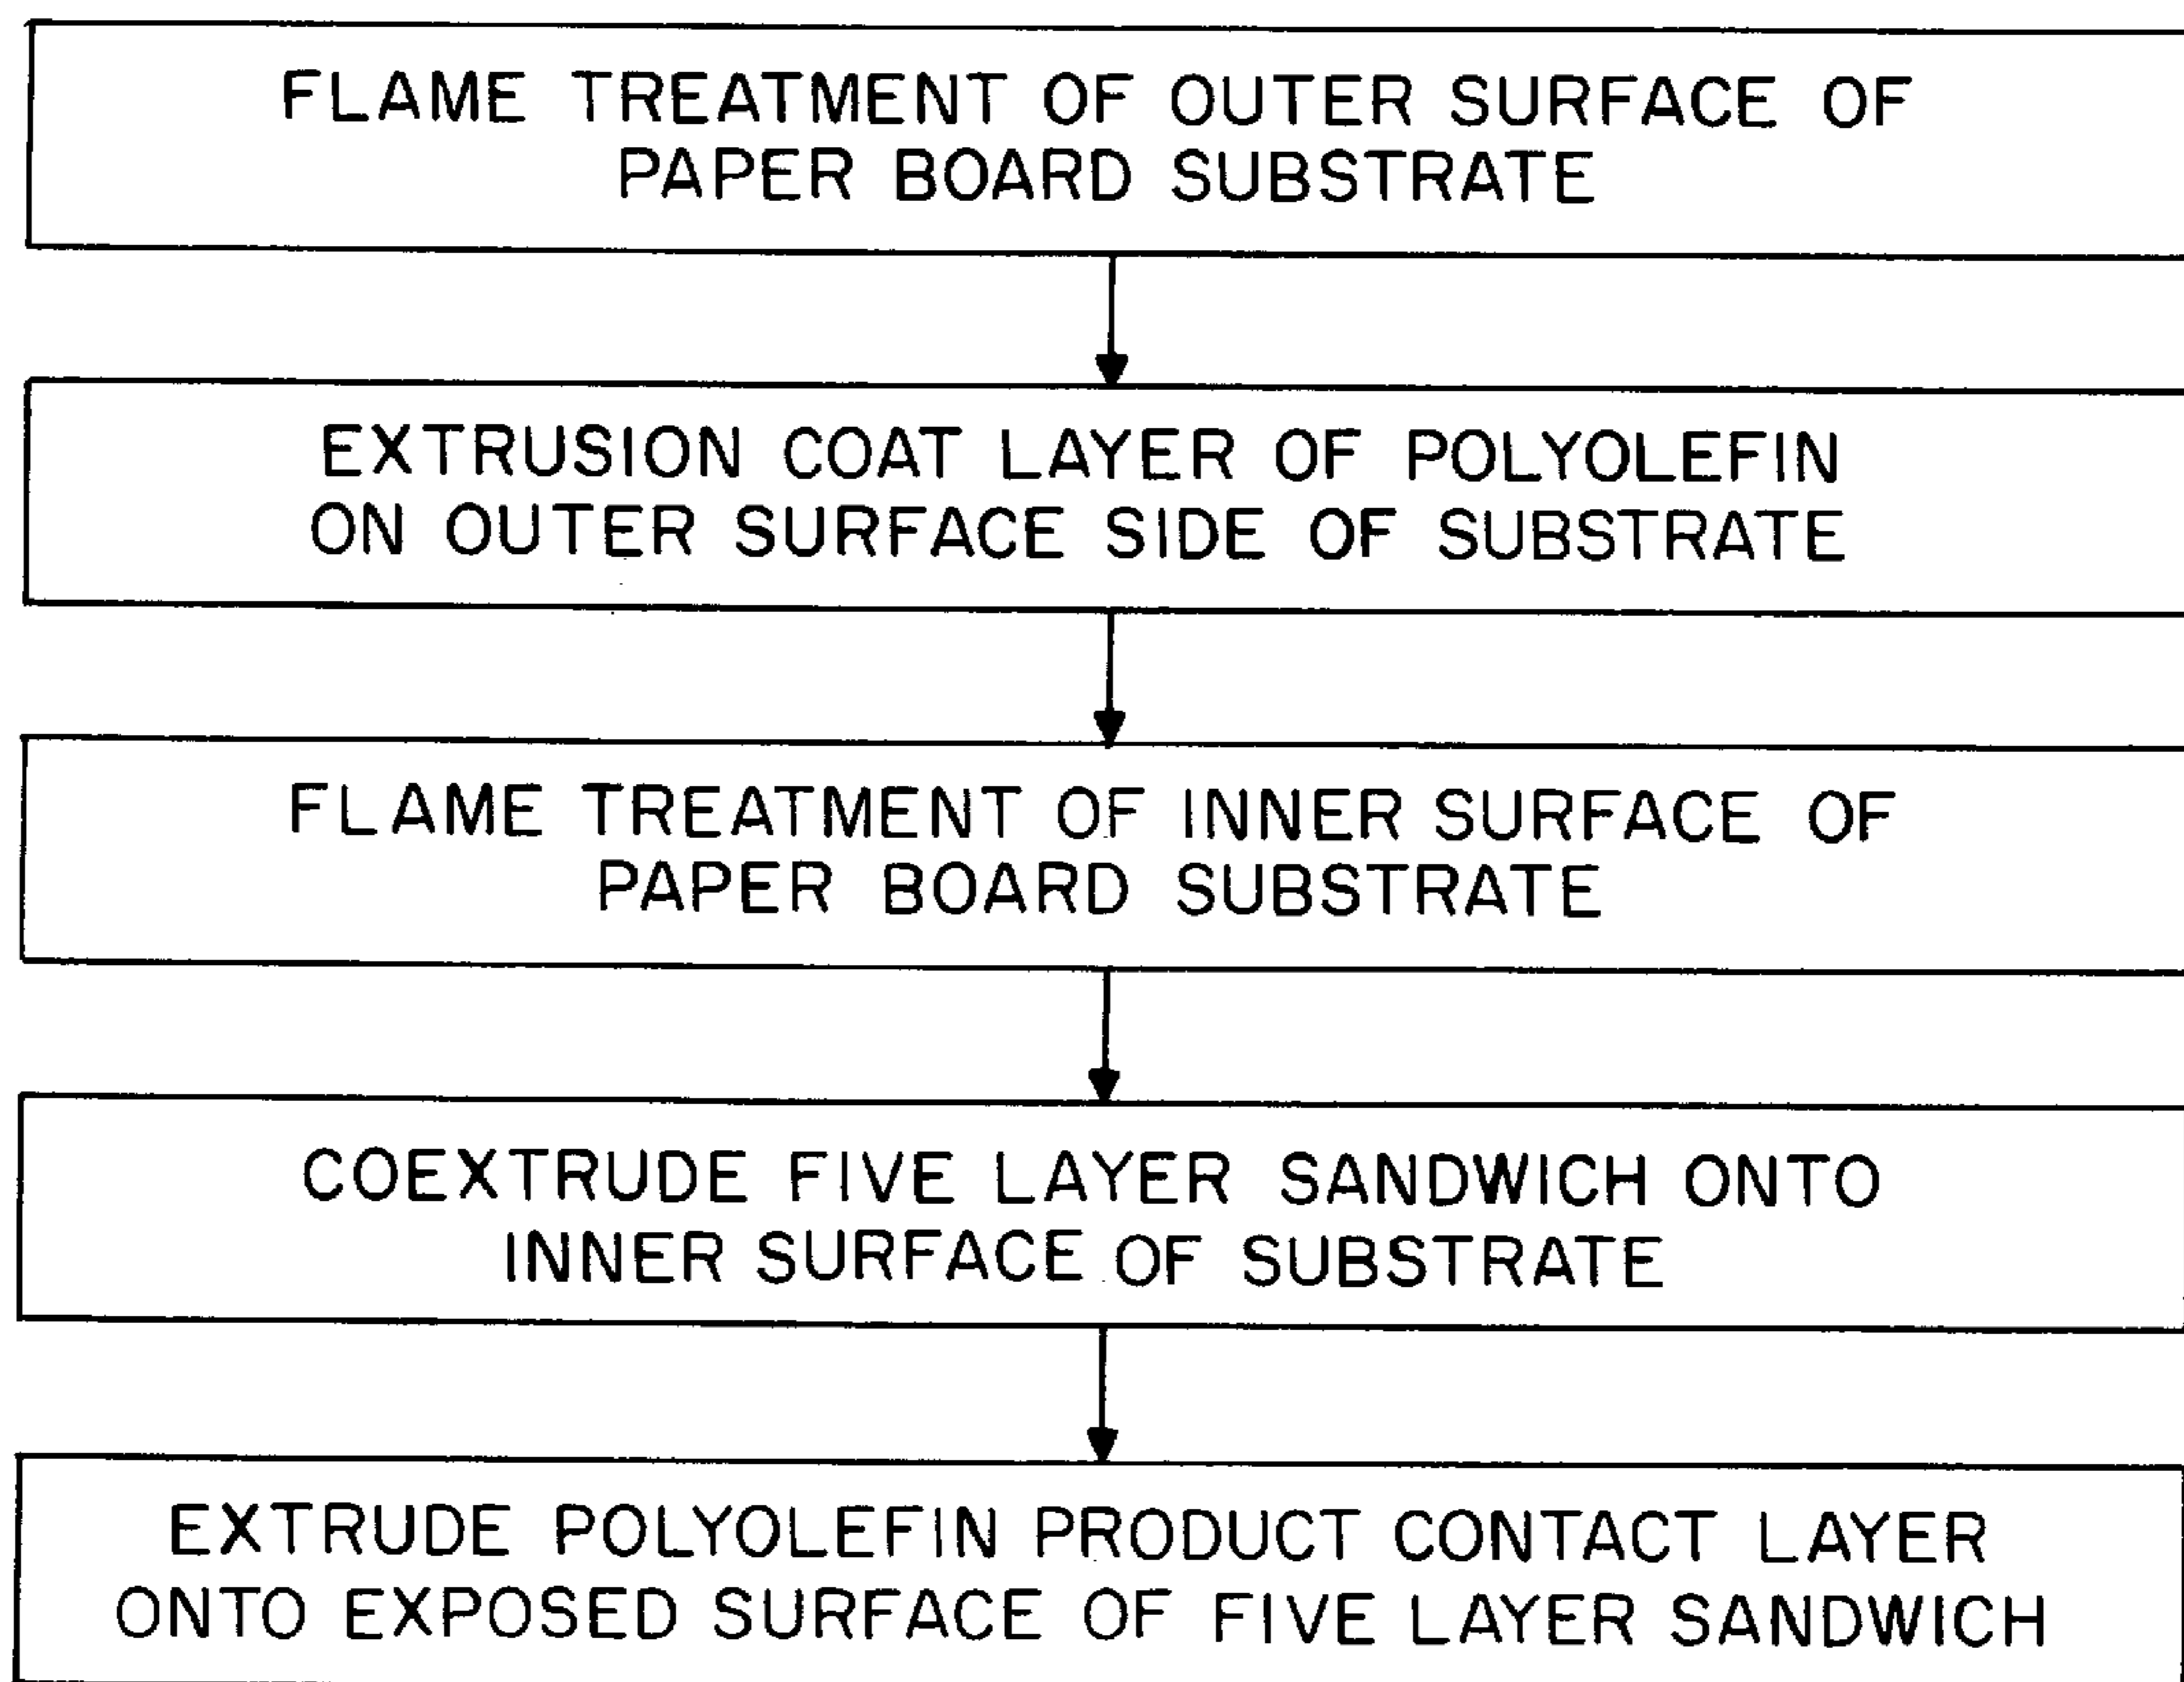 FLAME TREATMENT OF OUTER SURFACE OF
PAPER BOARD SUBSTRATE
EXTRUSION COAT LAYER OF POLYOLEFIN
ON OUTER SURFACE SIDE OF SUBSTRATE
FLAME TREATMENT OF INNER SURFACE OF
PAPER BOARD SUBSTRATE
COEXTRUDE FIVE LAYER SANDWICH ONTO
INNER SURFACE OF SUBSTRATE
EXTRUDE POLYOLEFIN PRODUCT CONTACT LAYER
ONTO EXPOSED SURFACE OF FIVE LAYER SANDWICH